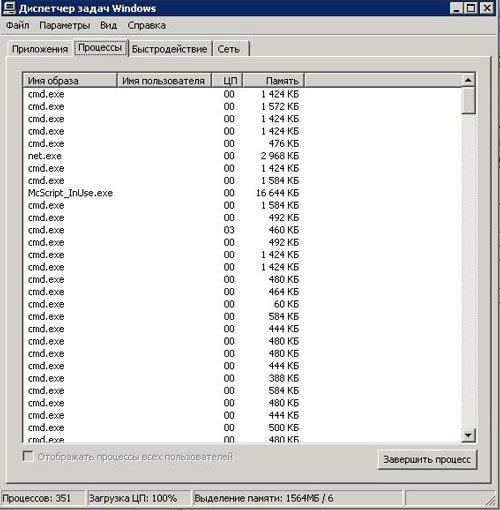 Диспетчер задач Windows
Файл Параметры Вид Справка
Приложения Процессы Быстродействие Сеть
Имя образа Имя пользователя ЦП Память
cmd.exe 00 1 424 КБ
cmd.exe 00 1 572 КБ
cmd.exe 00 1 424 КБ
cmd.exe 00 1 424 КБ
cmd.exe 00 476 КБ
net.exe 00 2 968 КБ
cmd.exe 00 1 424 КБ
cmd.exe 00 1 584 КБ
McScript_InUse.exe 00 16 644 КБ
cmd.exe 00 1 584 КБ
cmd.exe 00 492 КБ
cmd.exe 03 460 КБ
cmd.exe 00 492 КБ
cmd.exe 00 1 424 КБ
cmd.exe 00 1 424 КБ
cmd.exe 00 480 КБ
cmd.exe 00 464 КБ
cmd.exe 00 60 КБ
cmd.exe 00 584 КБ
cmd.exe 00 444 КБ
cmd.exe 00 480 КБ
cmd.exe 00 480 КБ
cmd.exe 00 444 КБ
cmd.exe 00 388 КБ
cmd.exe 00 584 КБ
cmd.exe 00 480 КБ
cmd.exe 00 444 КБ
cmd.exe 00 500 КБ
cmd.exe 00 480 КБ
Отображать процессы всех пользователей
Завершить процесс
Процессов: 351 Загрузка ЦП: 100% Выделение памяти: 1564МБ / 6